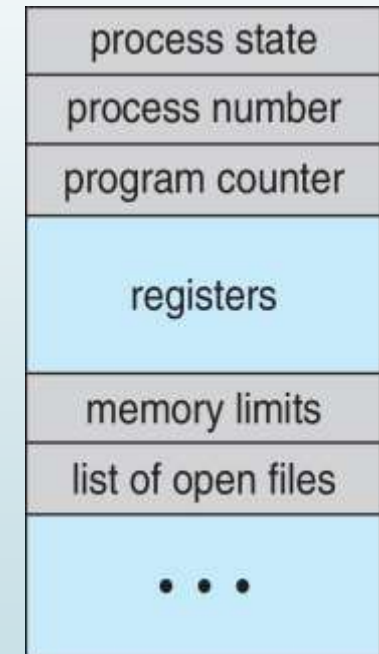 process state
process number
program counter
registers
memory limits
list of open files
• • •